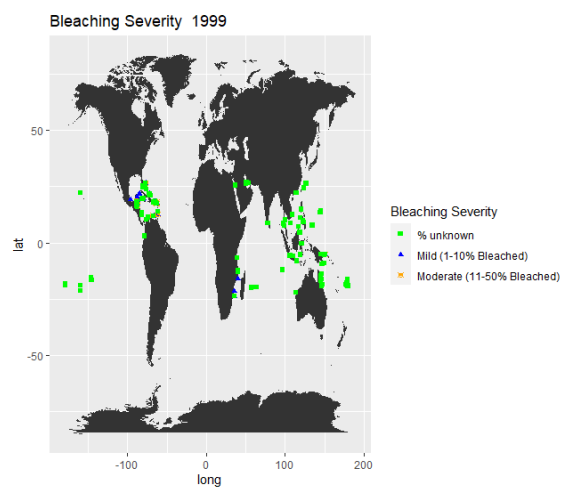 Bleaching Severity 1999
50
0
-50
lat
-100
0
100
200
long
Bleaching Severity
% unknown
Mild (1-10% Bleached)
Moderate (11-50% Bleached)